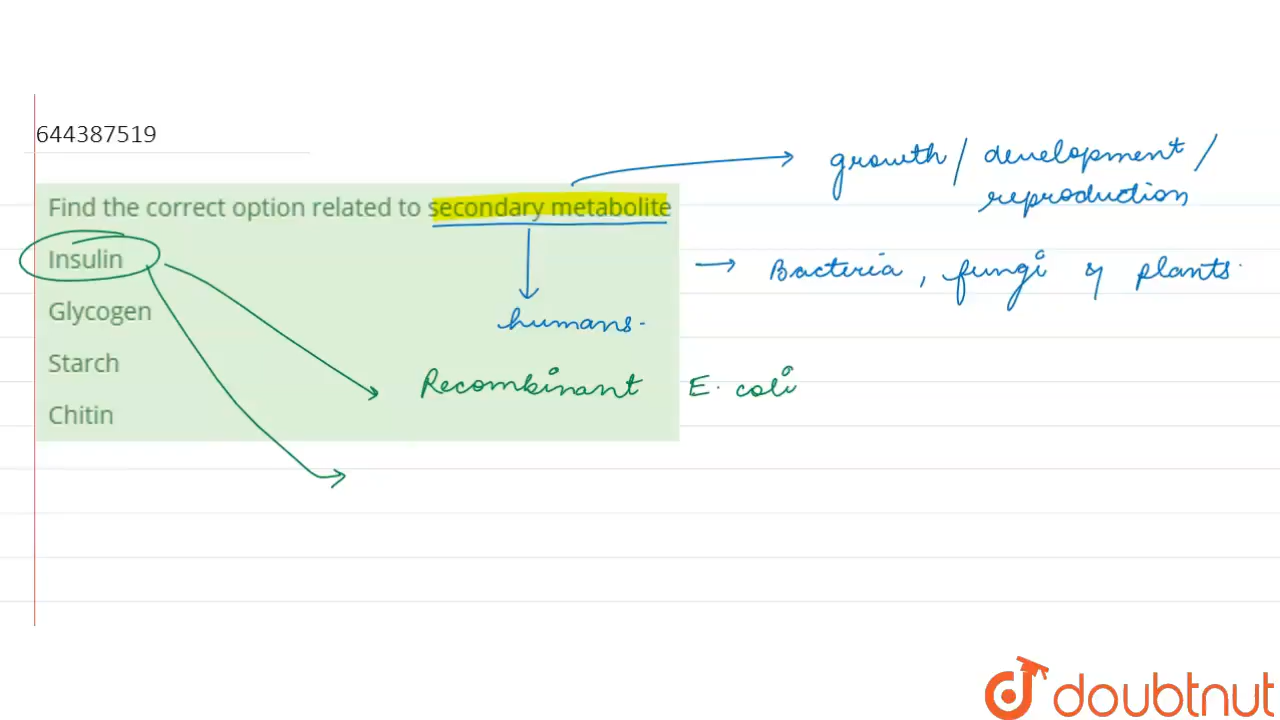 644387519
growth / development /
reproduction
Find the correct option related to secondary metabolite
Insulin
Bacteria, fungi & plants.
Glycogen
humans.
Starch
Recombinant E. coli
Chitin
doubtnut